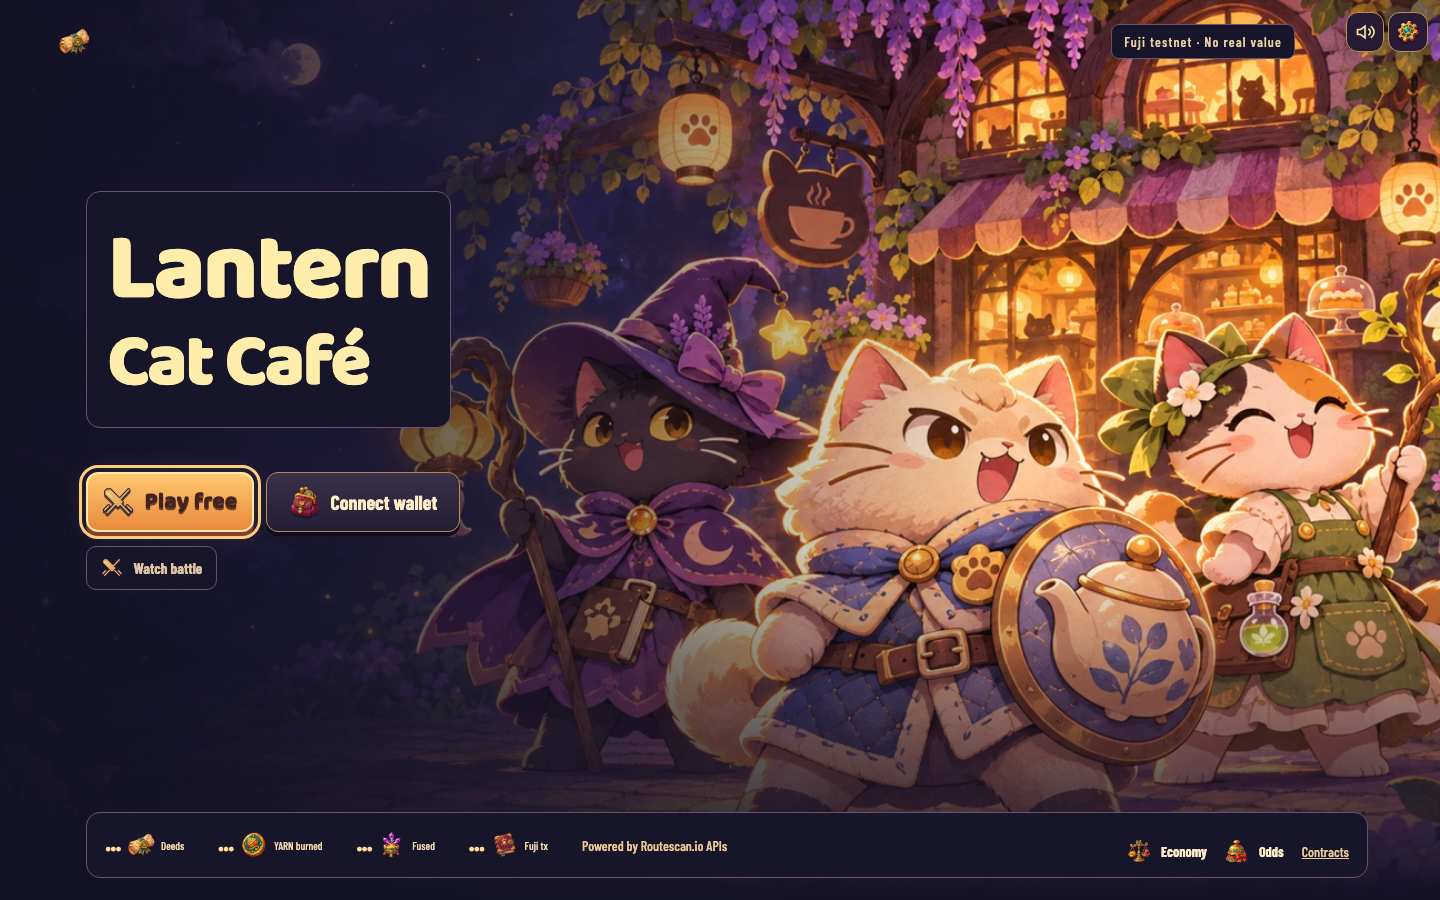 Fuji testnet · No real value
Lantern
Cat Café
Play free
Connect wallet
Watch battle
••• Deeds
••• YARN burned
••• Fused
••• Fuji tx
Powered by Routescan.io APIs
Economy
Odds
Contracts